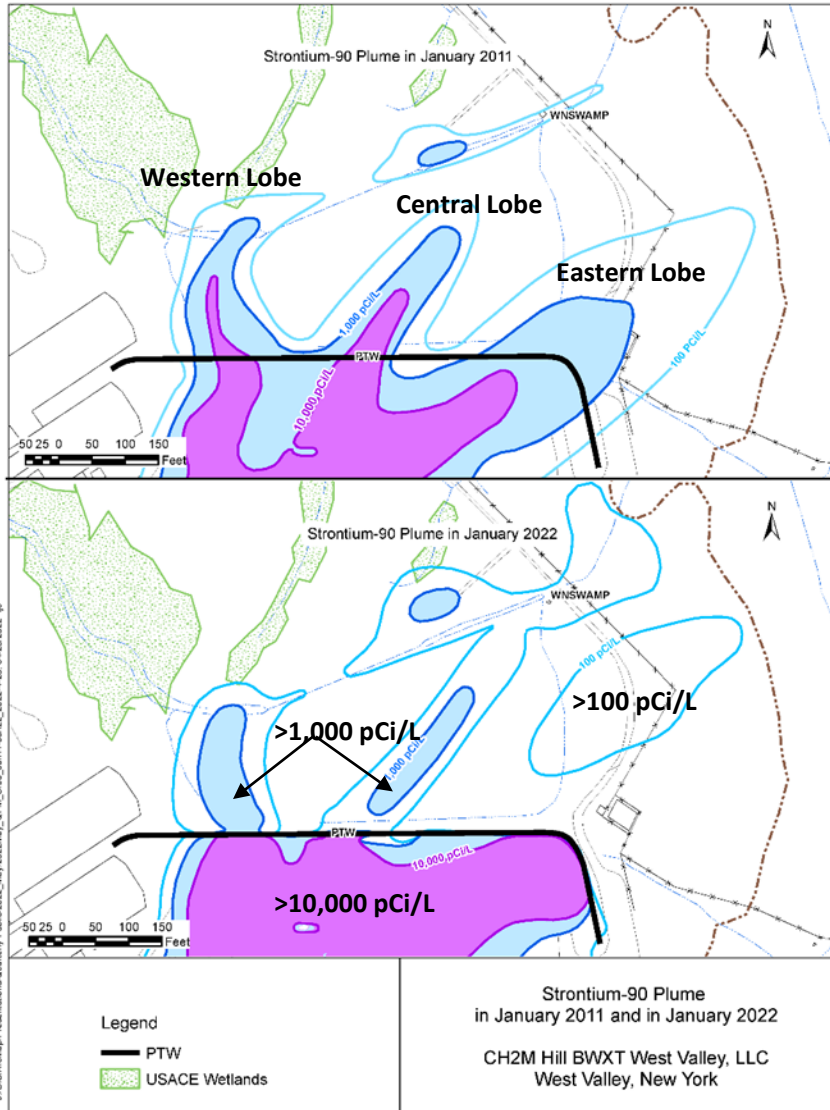 Strontium-90 Plume in January 2011
N
WNSWAMP
Western Lobe
Central Lobe
Eastern Lobe
1,000 pCi/L
100 PCi/L
PTW
10,000 pCi/L
50 25 0 50 100 150
Feet
Strontium-90 Plume in January 2022
N
WNSWAMP
100 pCi/L
>100 pCi/L
>1,000 pCi/L
PTW
10,000 pCi/L
>10,000 pCi/L
50 25 0 50 100 150
Feet
Legend
PTW
USACE Wetlands
Strontium-90 Plume
in January 2011 and in January 2022
CH2M Hill BWXT West Valley, LLC
West Valley, New York